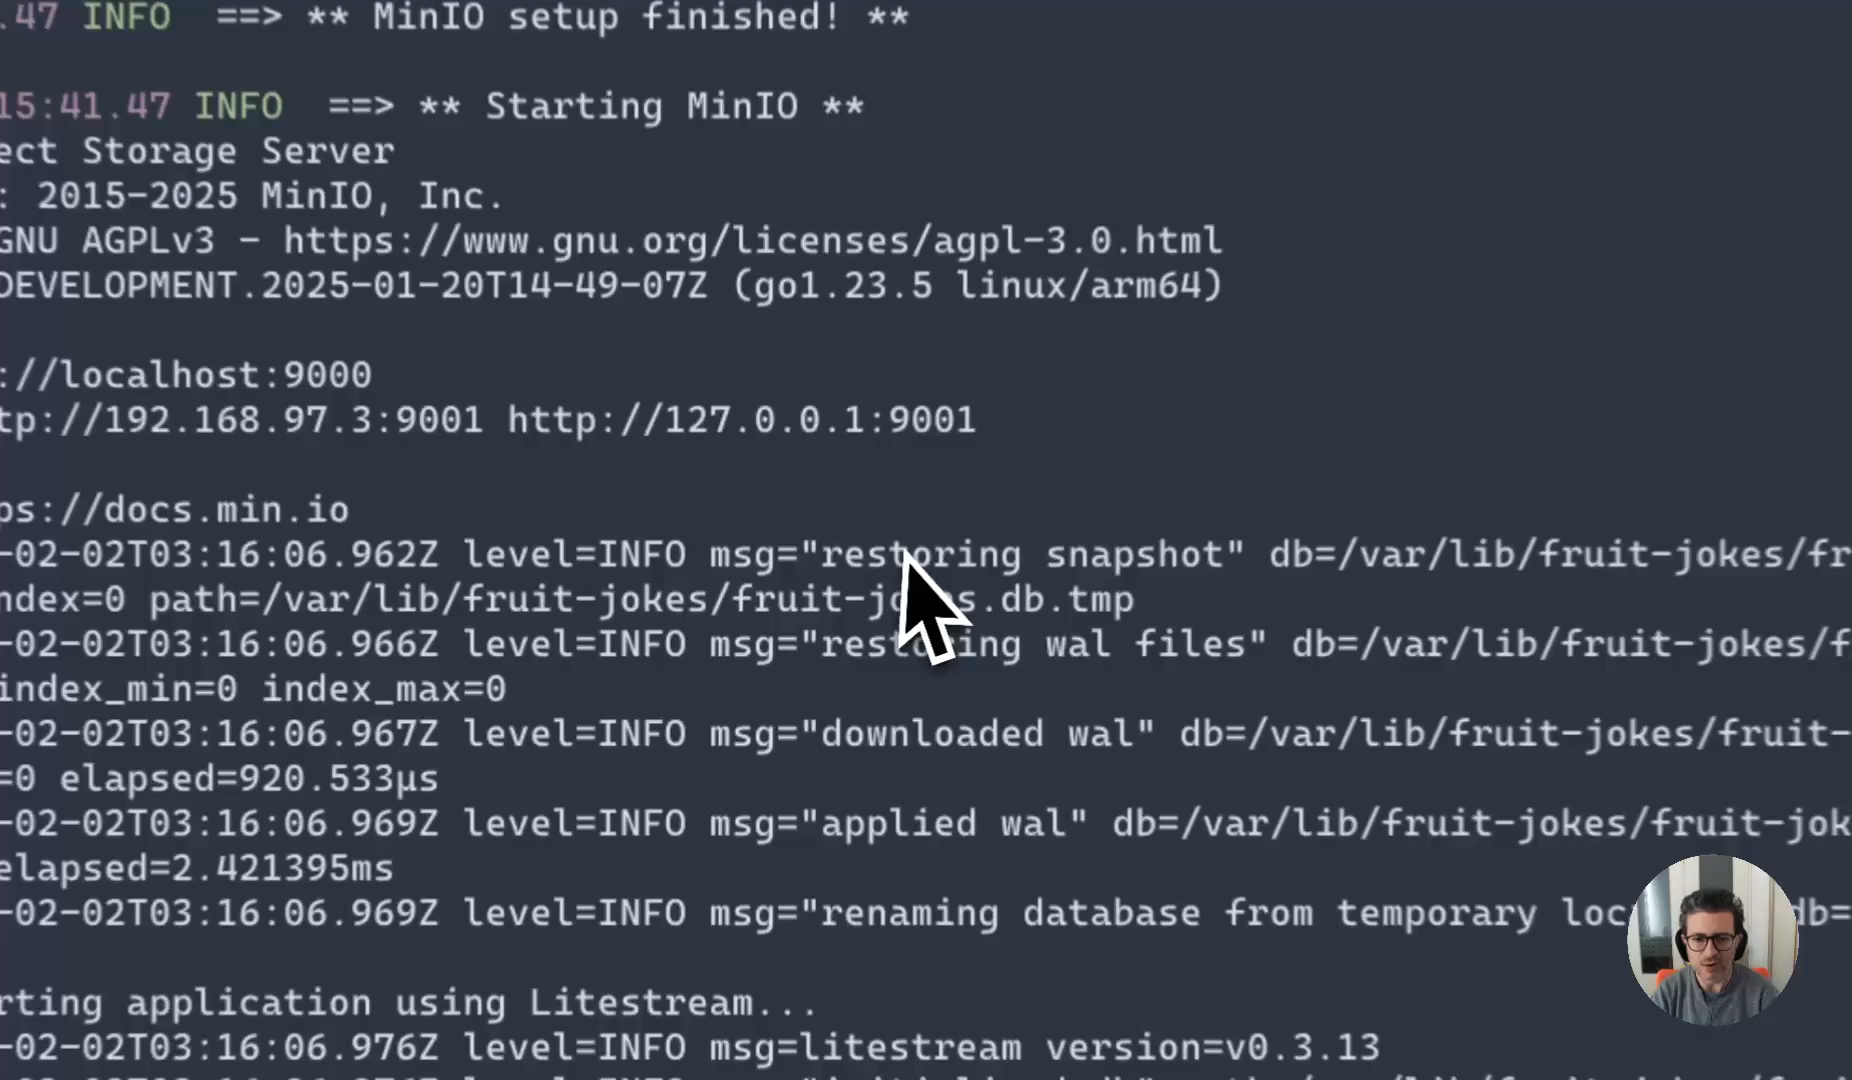 .47 INFO  ==> ** MinIO setup finished! **
15:41.47 INFO  ==> ** Starting MinIO **
ect Storage Server
: 2015-2025 MinIO, Inc.
GNU AGPLv3 - https://www.gnu.org/licenses/agpl-3.0.html
DEVELOPMENT.2025-01-20T14-49-07Z (go1.23.5 linux/arm64)
://localhost:9000
tp://192.168.97.3:9001 http://127.0.0.1:9001
ps://docs.min.io
-02-02T03:16:06.962Z level=INFO msg="restoring snapshot" db=/var/lib/fruit-jokes/fr
ndex=0 path=/var/lib/fruit-jokes/fruit-jokes.db.tmp
-02-02T03:16:06.966Z level=INFO msg="restoring wal files" db=/var/lib/fruit-jokes/f
index_min=0 index_max=0
-02-02T03:16:06.967Z level=INFO msg="downloaded wal" db=/var/lib/fruit-jokes/fruit-
=0 elapsed=920.533µs
-02-02T03:16:06.969Z level=INFO msg="applied wal" db=/var/lib/fruit-jokes/fruit-jok
elapsed=2.421395ms
-02-02T03:16:06.969Z level=INFO msg="renaming database from temporary loc db=
rting application using Litestream...
-02-02T03:16:06.976Z level=INFO msg=litestream version=v0.3.13